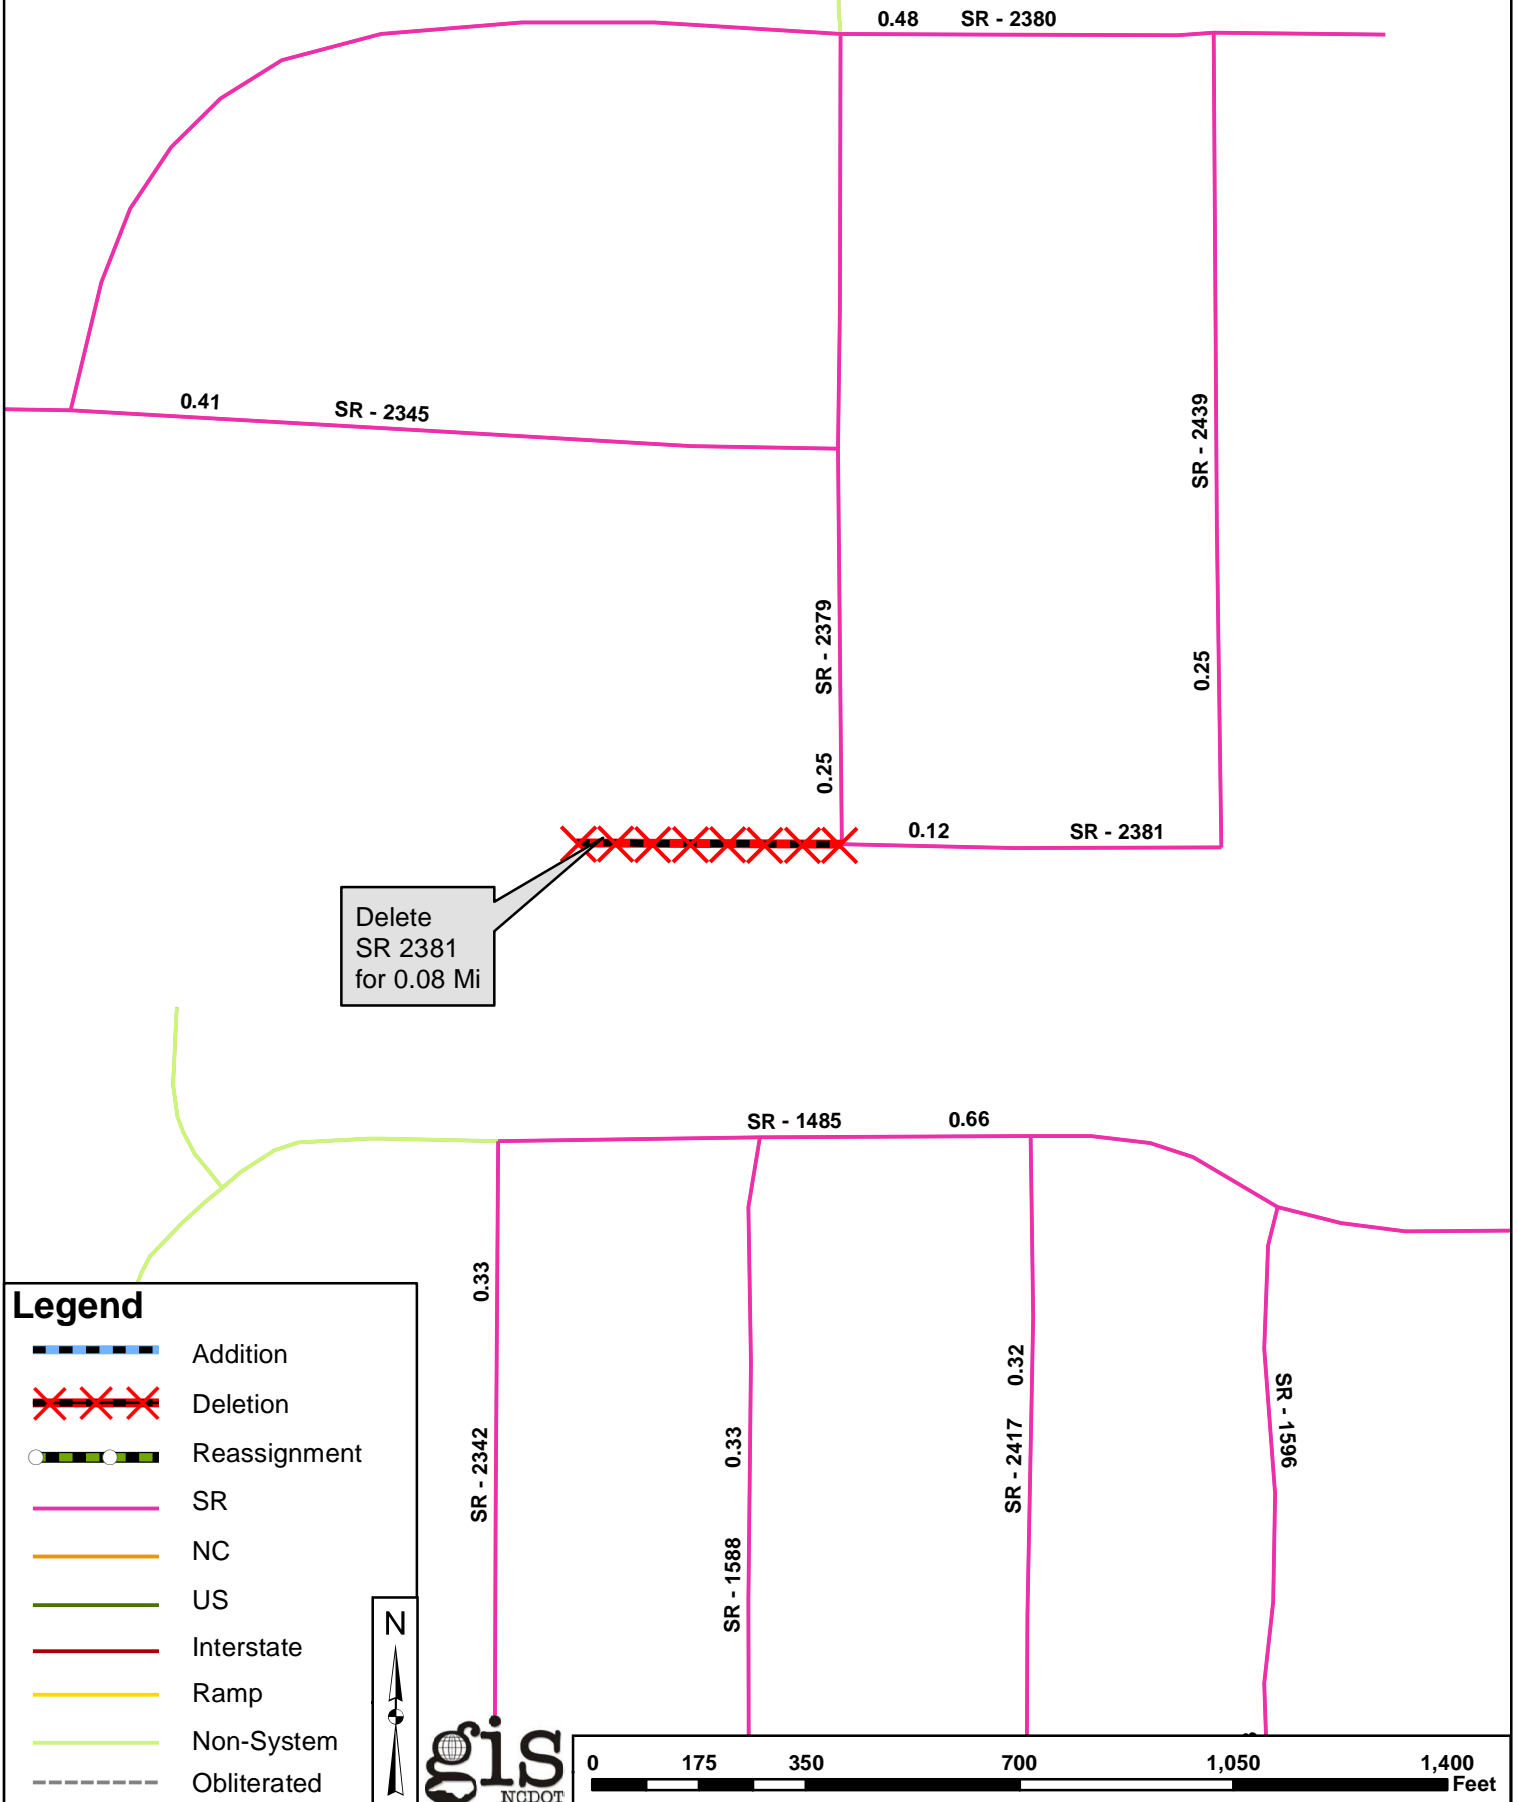 0.48 SR - 2380
0.41 SR - 2345
SR - 2439
SR - 2379
0.25
0.25
0.12 SR - 2381
Delete
SR 2381
for 0.08 Mi
SR - 1485 0.66
0.33
SR - 2342
0.33
SR - 1588
0.32
SR - 2417
SR - 1596
Legend
Addition
Deletion
Reassignment
SR
NC
US
Interstate
Ramp
Non-System
Obliterated
N
gis
NCDOT
0 175 350 700 1,050 1,400
Feet